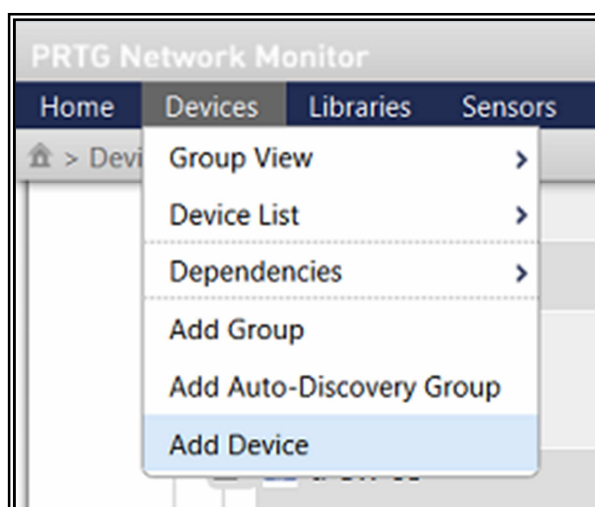 PRTG Network Monitor
Home Devices Libraries Sensors
> Devi
Group View >
Device List >
Dependencies >
Add Group
Add Auto-Discovery Group
Add Device